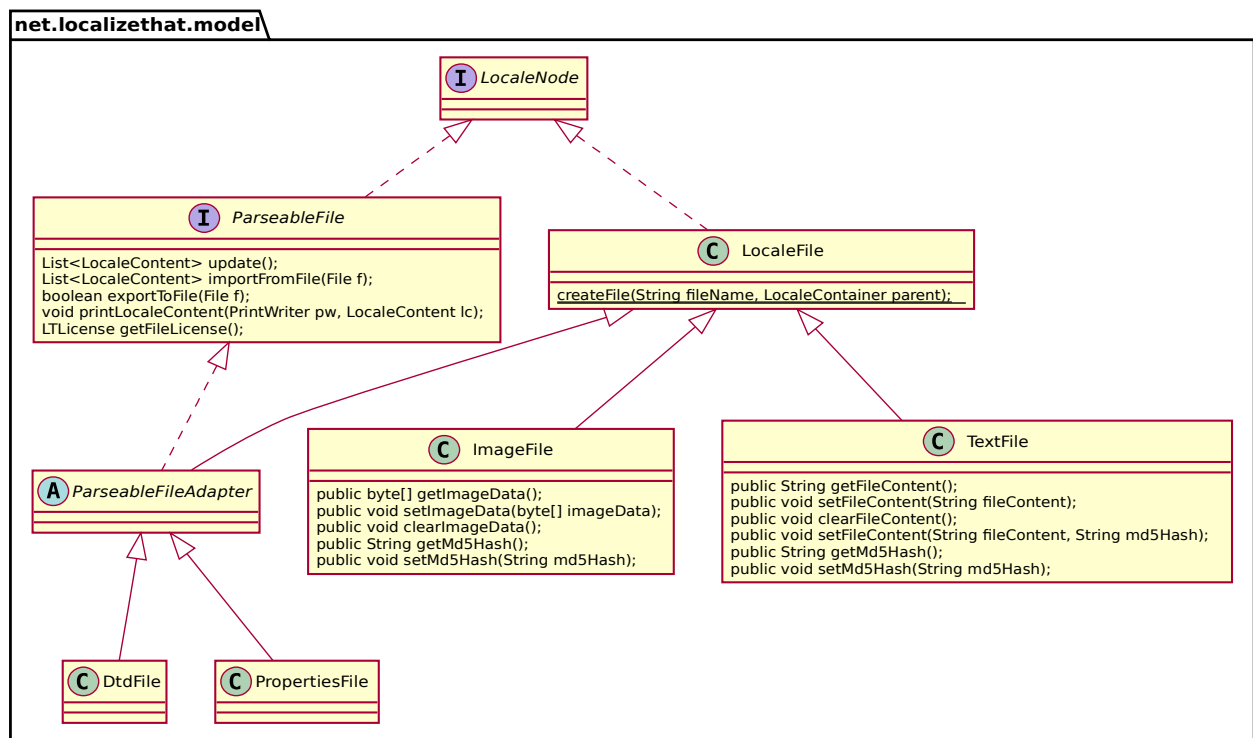 net.localizethat.model
I LocaleNode
I ParseableFile
List<LocaleContent> update();
List<LocaleContent> importFromFile(File f);
boolean exportToFile(File f);
void printLocaleContent(PrintWriter pw, LocaleContent lc);
LTLicense getFileLicense();
C LocaleFile
createFile(String fileName, LocaleContainer parent);
A ParseableFileAdapter
C ImageFile
public byte[] getImageData();
public void setImageData(byte[] imageData);
public void clearImageData();
public String getMd5Hash();
public void setMd5Hash(String md5Hash);
C TextFile
public String getFileContent();
public void setFileContent(String fileContent);
public void clearFileContent();
public void setFileContent(String fileContent, String md5Hash);
public String getMd5Hash();
public void setMd5Hash(String md5Hash);
C DtdFile
C PropertiesFile